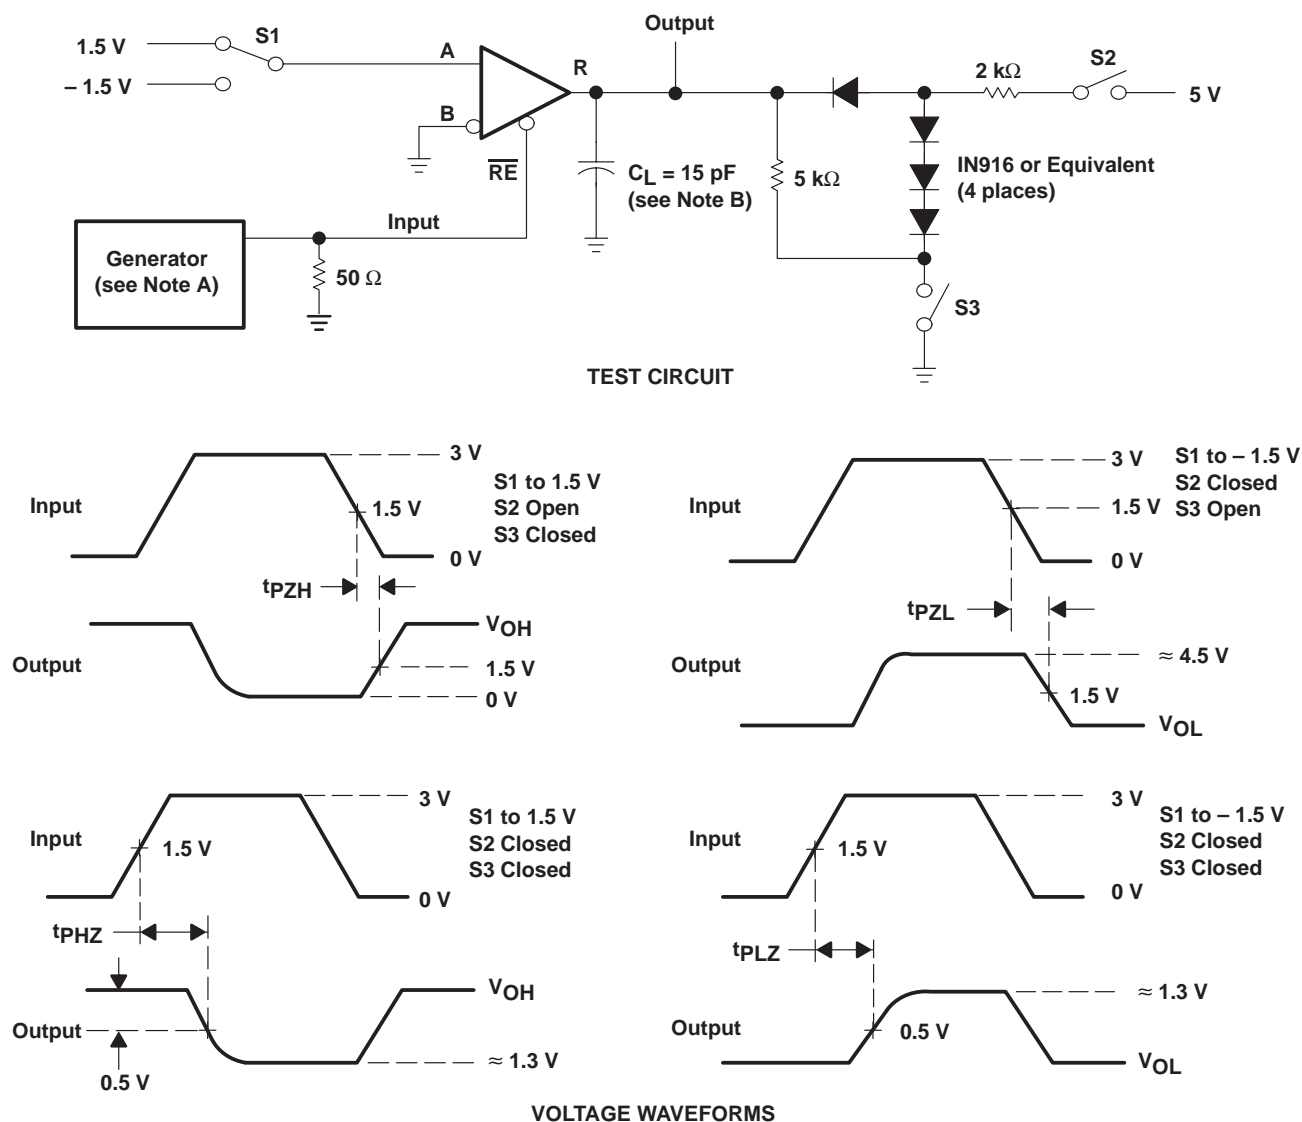 Output
1.5 V
S1
– 1.5 V
A
B
R
RE
2 kΩ
S2
5 V
CL = 15 pF
(see Note B)
5 kΩ
IN916 or Equivalent
(4 places)
Generator
(see Note A)
Input
50 Ω
S3
TEST CIRCUIT
Input
3 V
1.5 V
0 V
S1 to 1.5 V
S2 Open
S3 Closed
tPZH
Output
VOH
1.5 V
0 V
Input
3 V
1.5 V
0 V
S1 to – 1.5 V
S2 Closed
S3 Open
tPZL
Output
≈ 4.5 V
1.5 V
VOL
Input
3 V
1.5 V
0 V
S1 to 1.5 V
S2 Closed
S3 Closed
tPHZ
Output
VOH
0.5 V
≈ 1.3 V
Input
3 V
1.5 V
0 V
S1 to – 1.5 V
S2 Closed
S3 Closed
tPLZ
Output
≈ 1.3 V
0.5 V
VOL
VOLTAGE WAVEFORMS